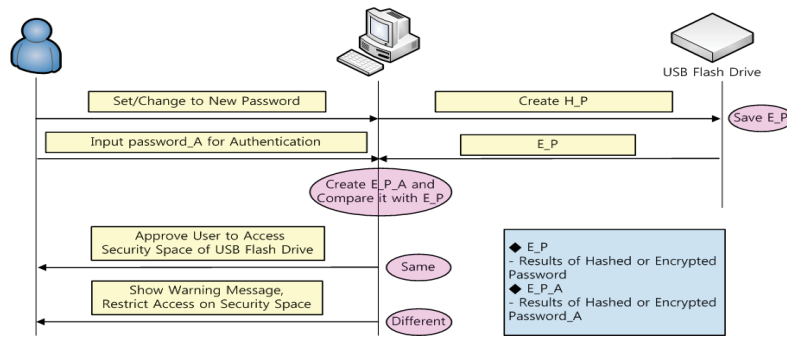 USB Flash Drive
Set/Change to New Password
Create H_P
Save E_P
Input password_A for Authentication
E_P
Create E_P_A and
Compare it with E_P
Approve User to Access
Security Space of USB Flash Drive
Same
Show Warning Message,
Restrict Access on Security Space
Different
◆ E_P
- Results of Hashed or Encrypted
Password
◆ E_P_A
- Results of Hashed or Encrypted
Password_A